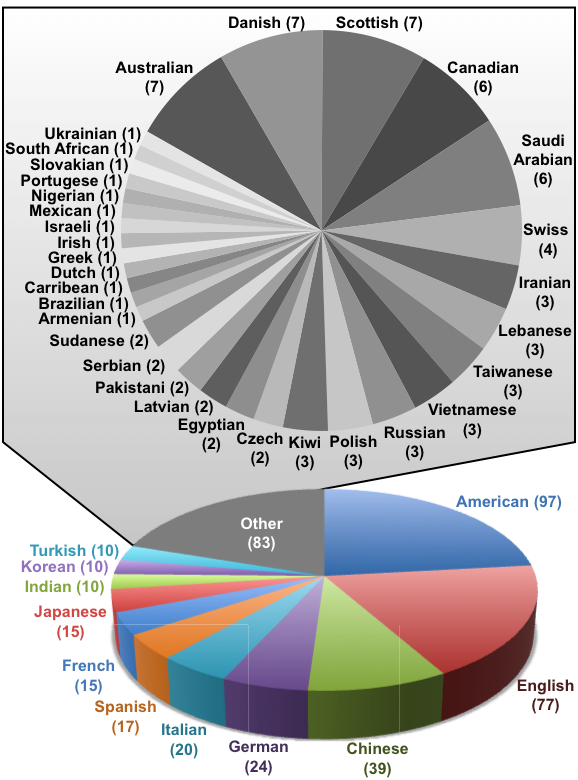 Danish (7)
Scottish (7)
Australian
(7)
Canadian
(6)
Saudi
Arabian
(6)
Swiss
(4)
Iranian
(3)
Lebanese
(3)
Taiwanese
(3)
Vietnamese
(3)
Russian
(3)
Polish
(3)
Kiwi
(3)
Czech
(2)
Egyptian
(2)
Latvian (2)
Pakistani (2)
Serbian (2)
Sudanese (2)
Armenian (1)
Brazilian (1)
Carribean (1)
Dutch (1)
Greek (1)
Irish (1)
Israeli (1)
Mexican (1)
Nigerian (1)
Portugese (1)
Slovakian (1)
South African (1)
Ukrainian (1)
Other
(83)
American (97)
English
(77)
Chinese
(39)
German
(24)
Italian
(20)
Spanish
(17)
French
(15)
Japanese
(15)
Indian (10)
Korean (10)
Turkish (10)